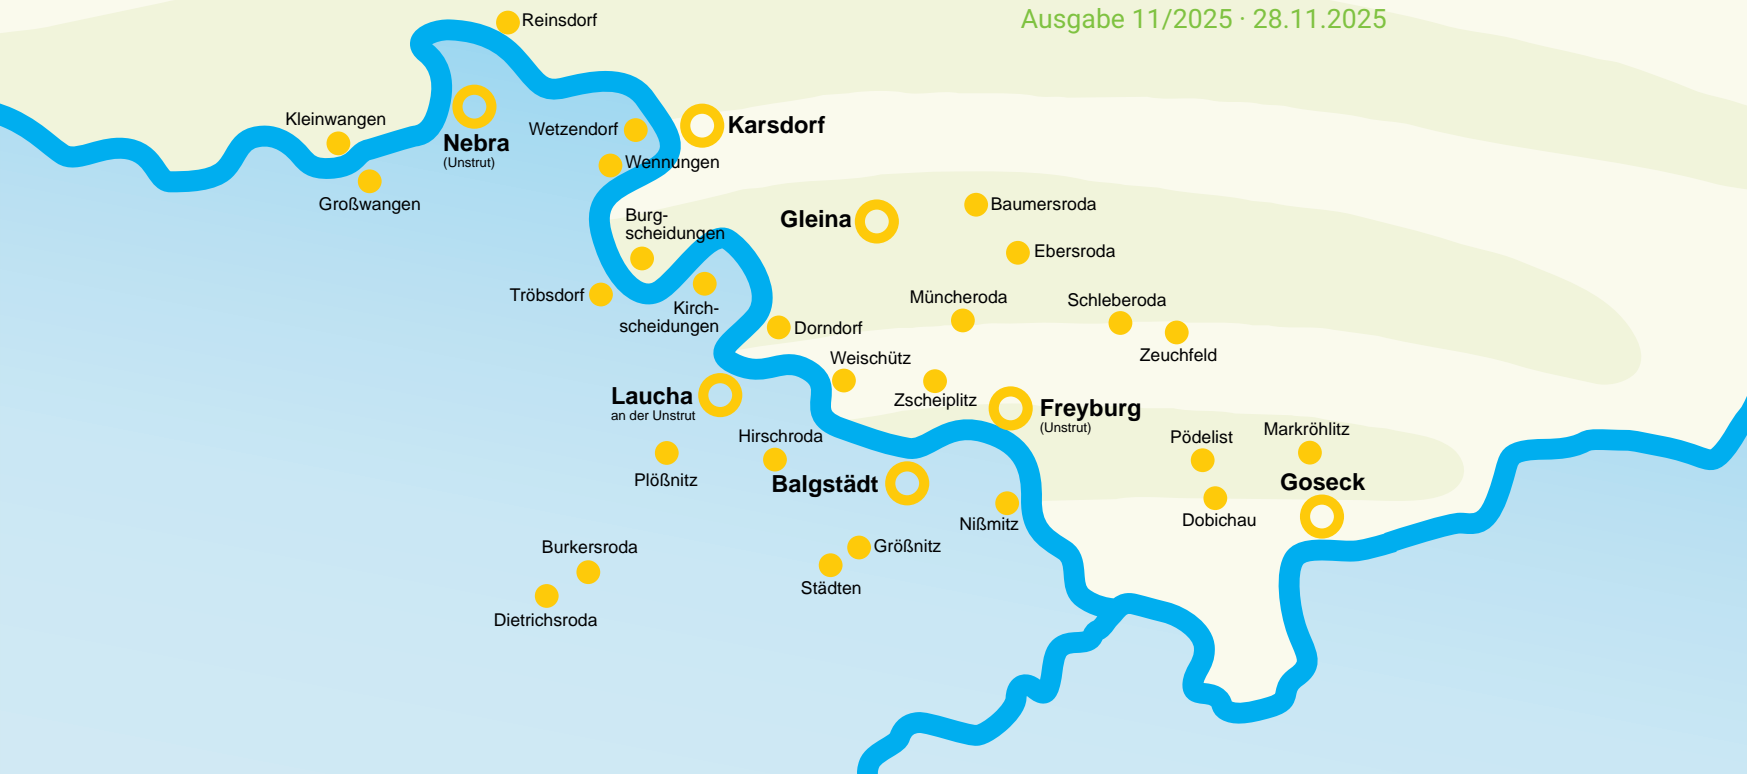 Ausgabe 11/2025 · 28.11.2025
Reinsdorf
Kleinwangen
Nebra
(Unstrut)
Wetzendorf
Karsdorf
Wennungen
Großwangen
Burg-
scheidungen
Gleina
Baumersroda
Ebersroda
Tröbsdorf
Kirch-
scheidungen
Müncheroda
Schleberoda
Dorndorf
Zeuchfeld
Weischütz
Laucha
an der Unstrut
Zscheiplitz
Freyburg
(Unstrut)
Hirschroda
Pödelist
Markröhlitz
Plößnitz
Balgstädt
Goseck
Nißmitz
Dobichau
Burkersroda
Größnitz
Städten
Dietrichsroda